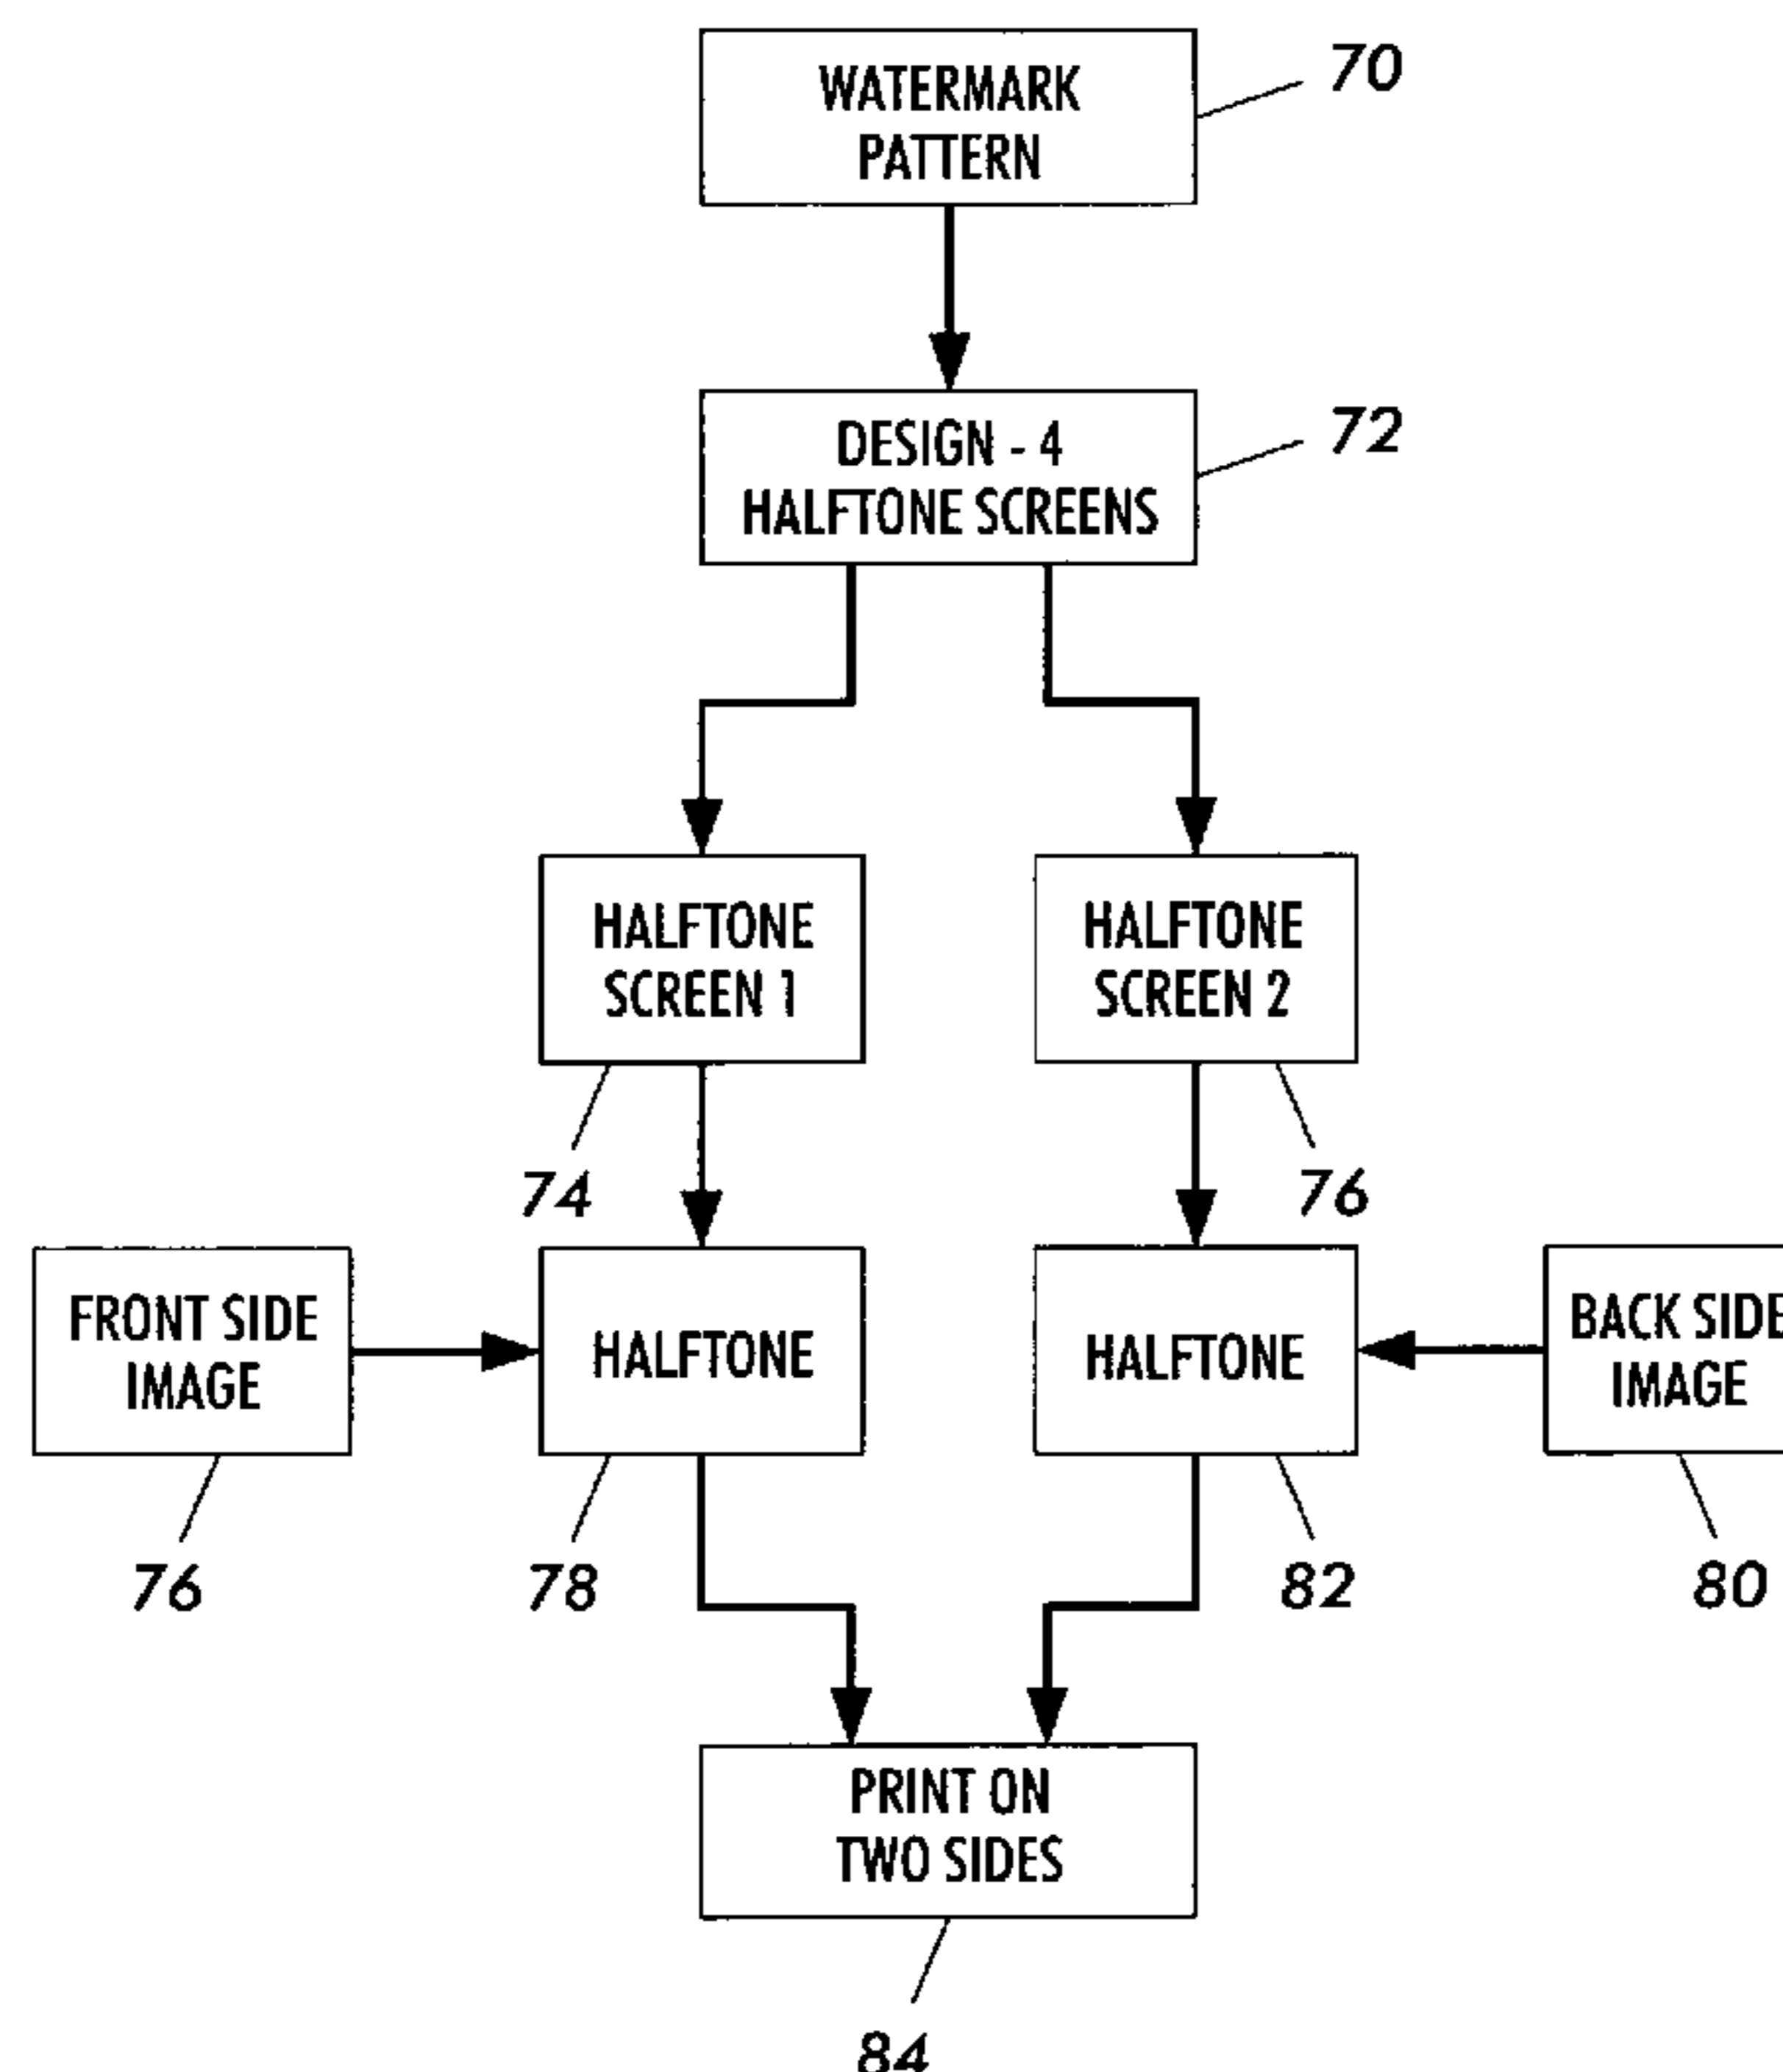 WATERMARK
PATTERN
70
DESIGN - 4
HALFTONE SCREENS
72
HALFTONE
SCREEN 1
74
HALFTONE
SCREEN 2
76
FRONT SIDE
IMAGE
76
HALFTONE
78
HALFTONE
82
BACK SIDE
IMAGE
80
PRINT ON
TWO SIDES
84